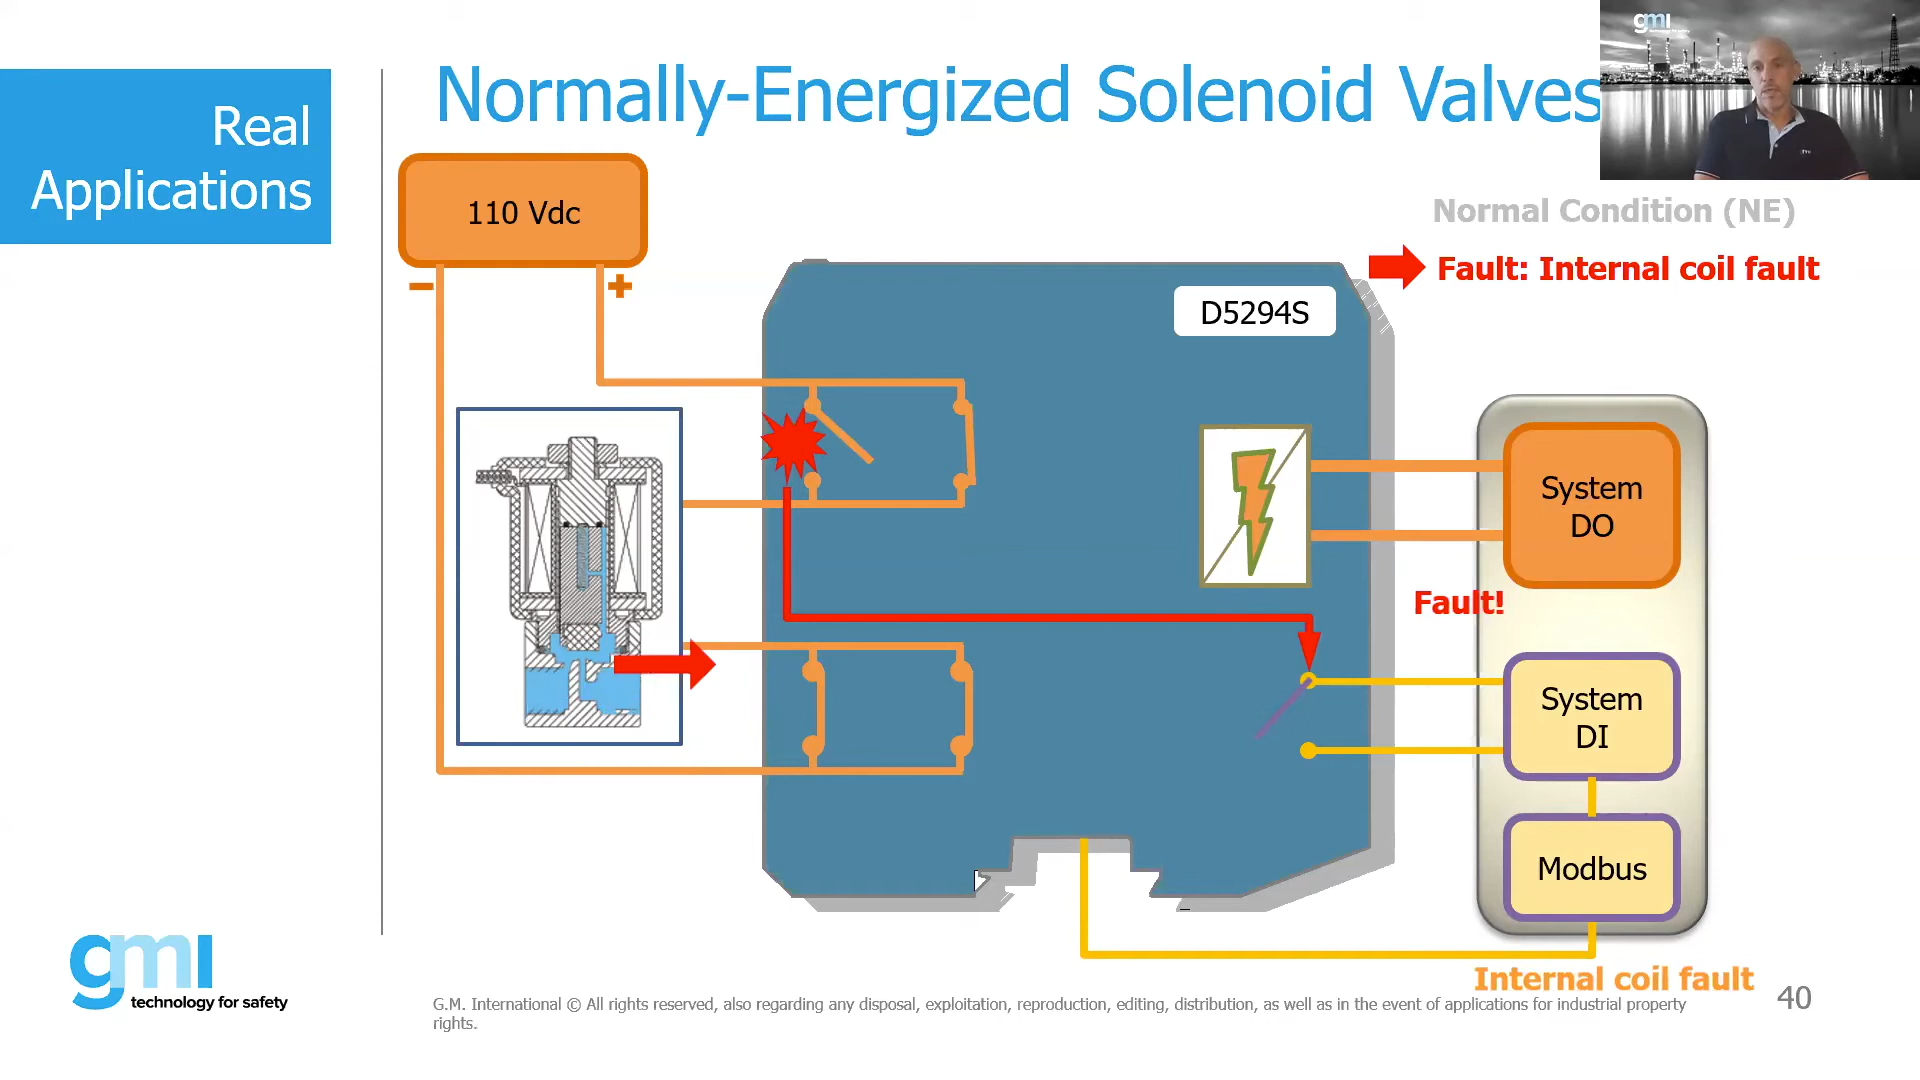 Real
Applications
Normally-Energized Solenoid Valves
gmi
110 Vdc
−
+
Normal Condition (NE)
Fault: Internal coil fault
D5294S
System
DO
Fault!
System
DI
Modbus
Internal coil fault
gmi
technology for safety
G.M. International © All rights reserved, also regarding any disposal, exploitation, reproduction, editing, distribution, as well as in the event of applications for industrial property
rights.
40